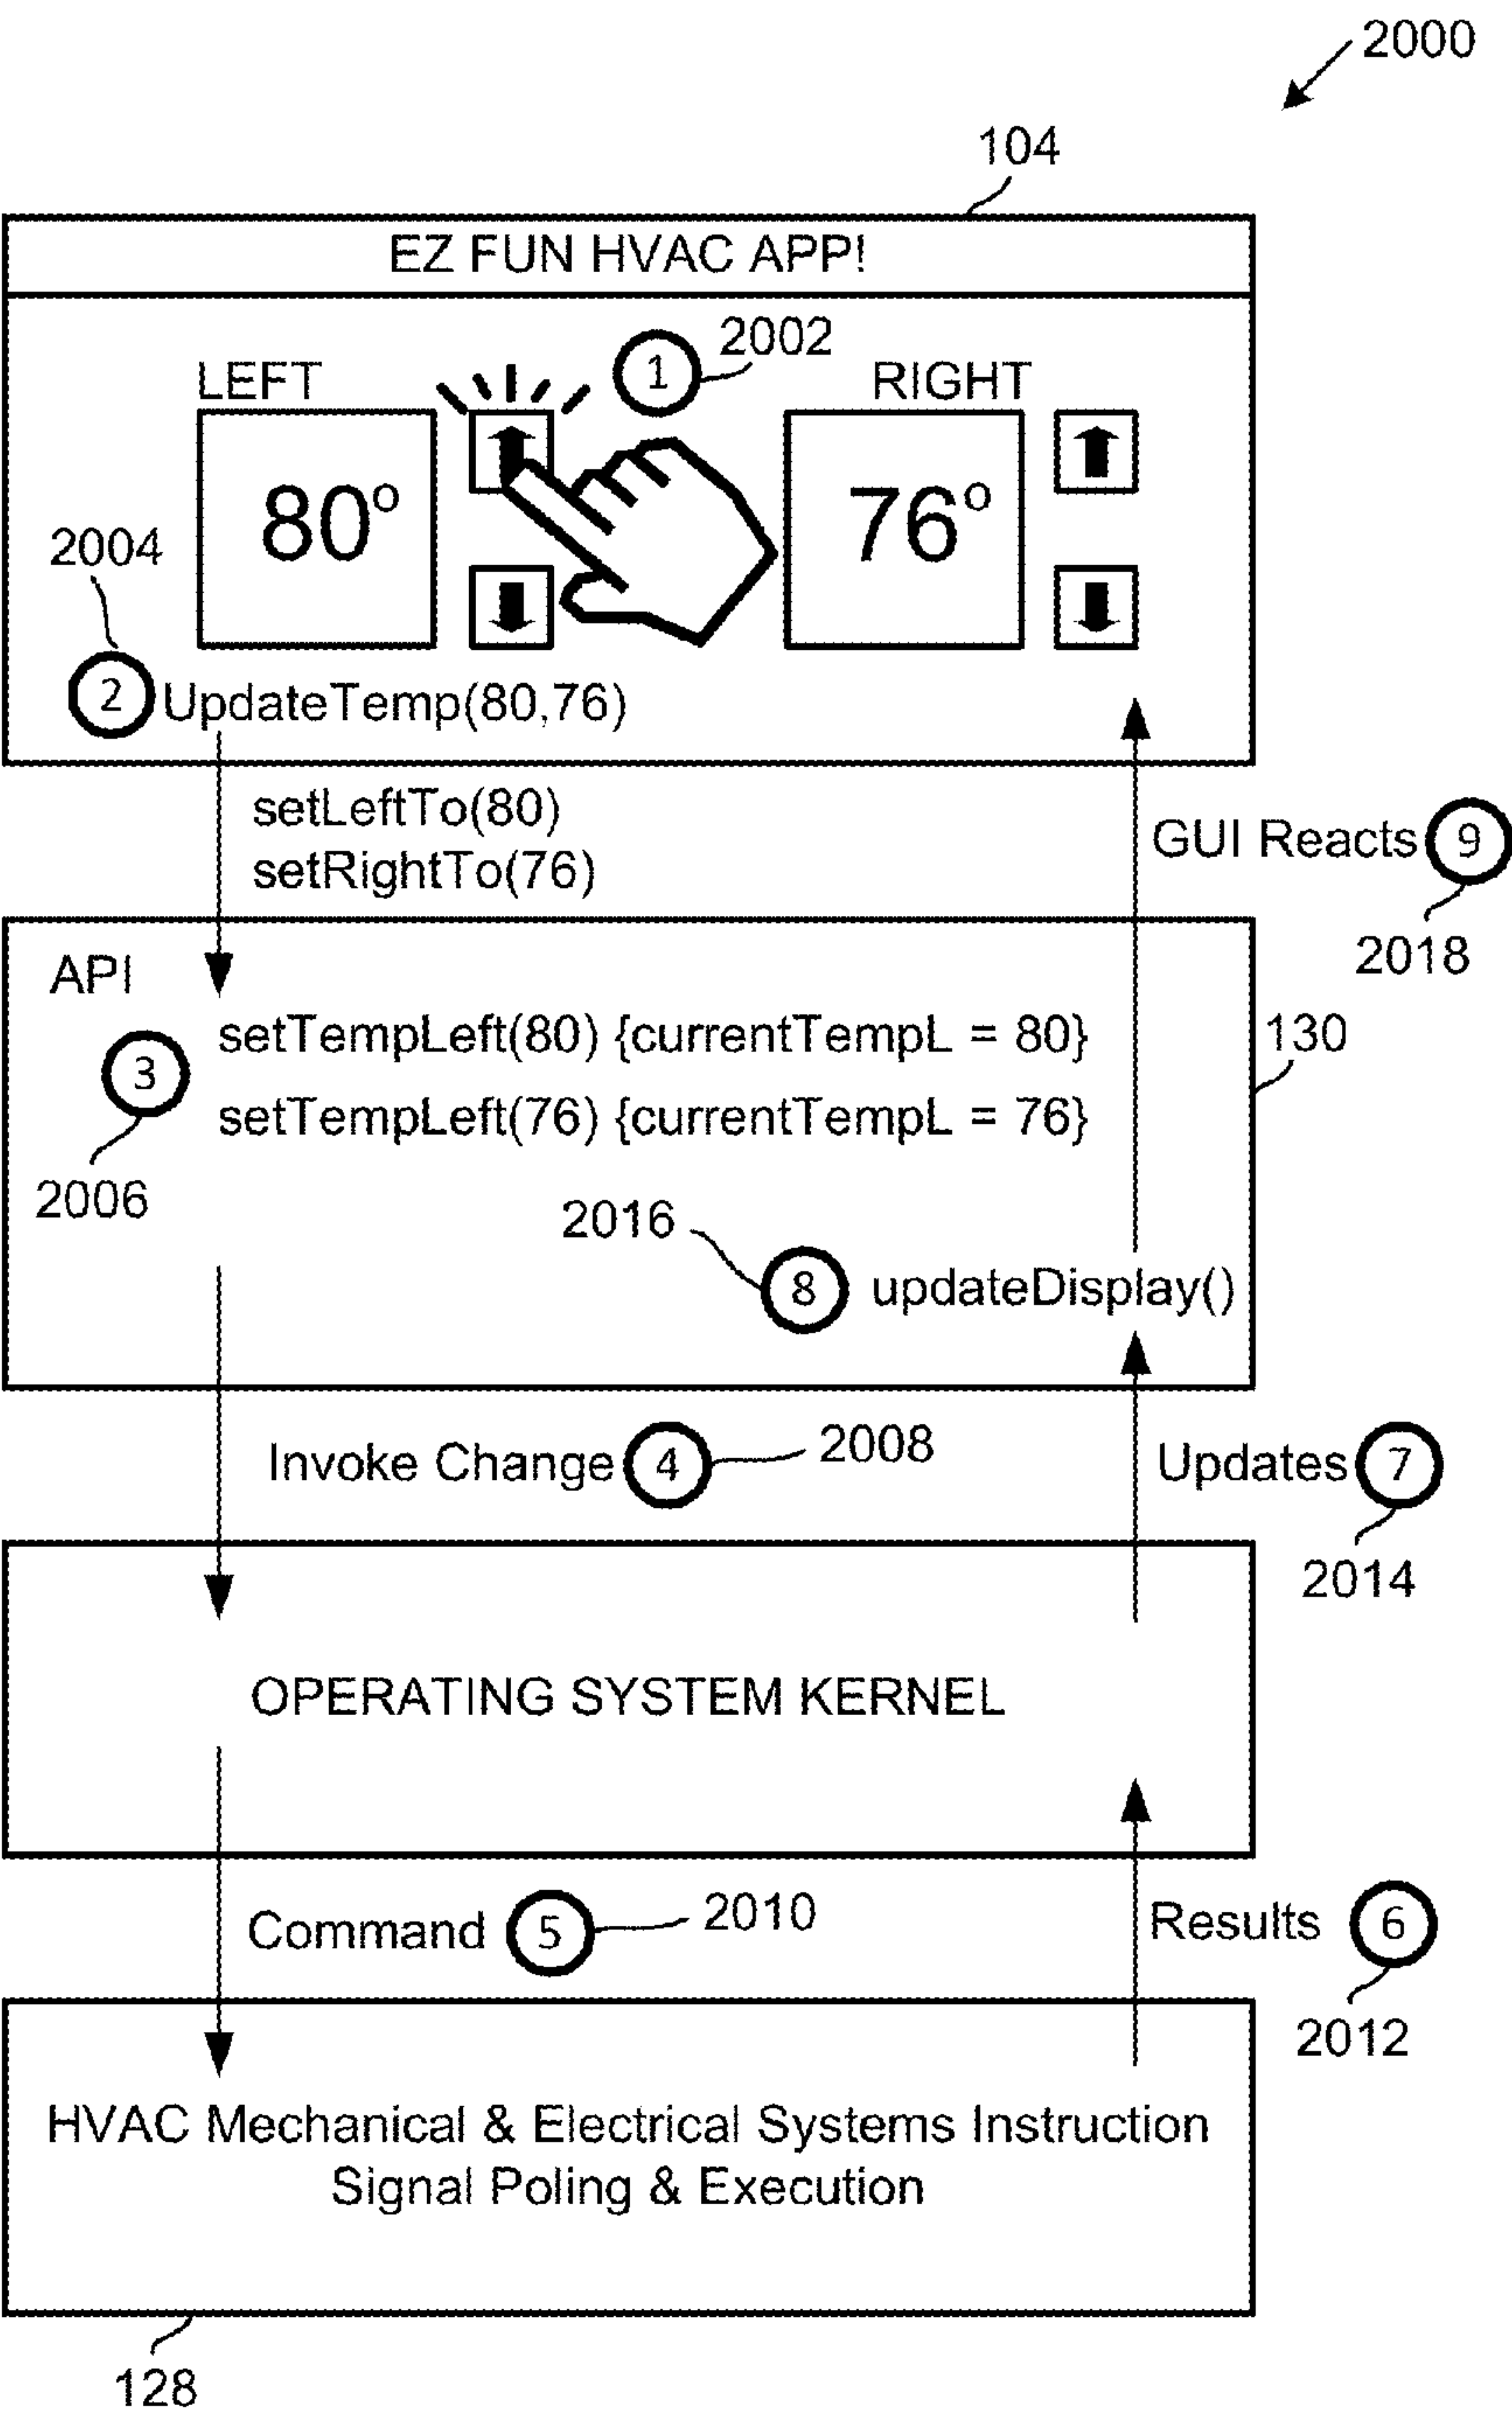 2000
104
EZ FUN HVAC APP!
1 2002
LEFT
RIGHT
80°
76°
2004
2 UpdateTemp(80,76)
setLeftTo(80)
setRightTo(76)
GUI Reacts 9
2018
API
130
setTempLeft(80) {currentTempL = 80}
3
setTempLeft(76) {currentTempL = 76}
2006
2016
8 updateDisplay()
Invoke Change 4 2008
Updates 7
2014
OPERATING SYSTEM KERNEL
Command 5 2010
Results 6
2012
HVAC Mechanical & Electrical Systems Instruction
Signal Poling & Execution
128